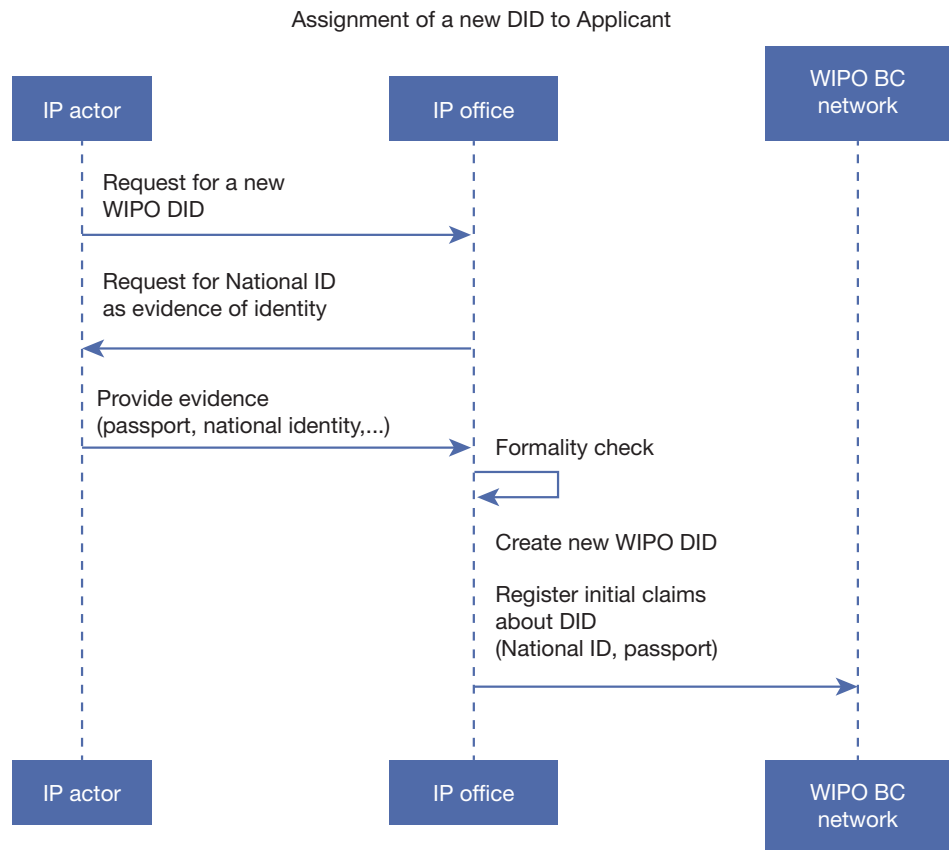 Assignment of a new DID to Applicant
IP actor
IP office
WIPO BC
network
Request for a new
WIPO DID
Request for National ID
as evidence of identity
Provide evidence
(passport, national identity,...)
Formality check
Create new WIPO DID
Register initial claims
about DID
(National ID, passport)
IP actor
IP office
WIPO BC
network